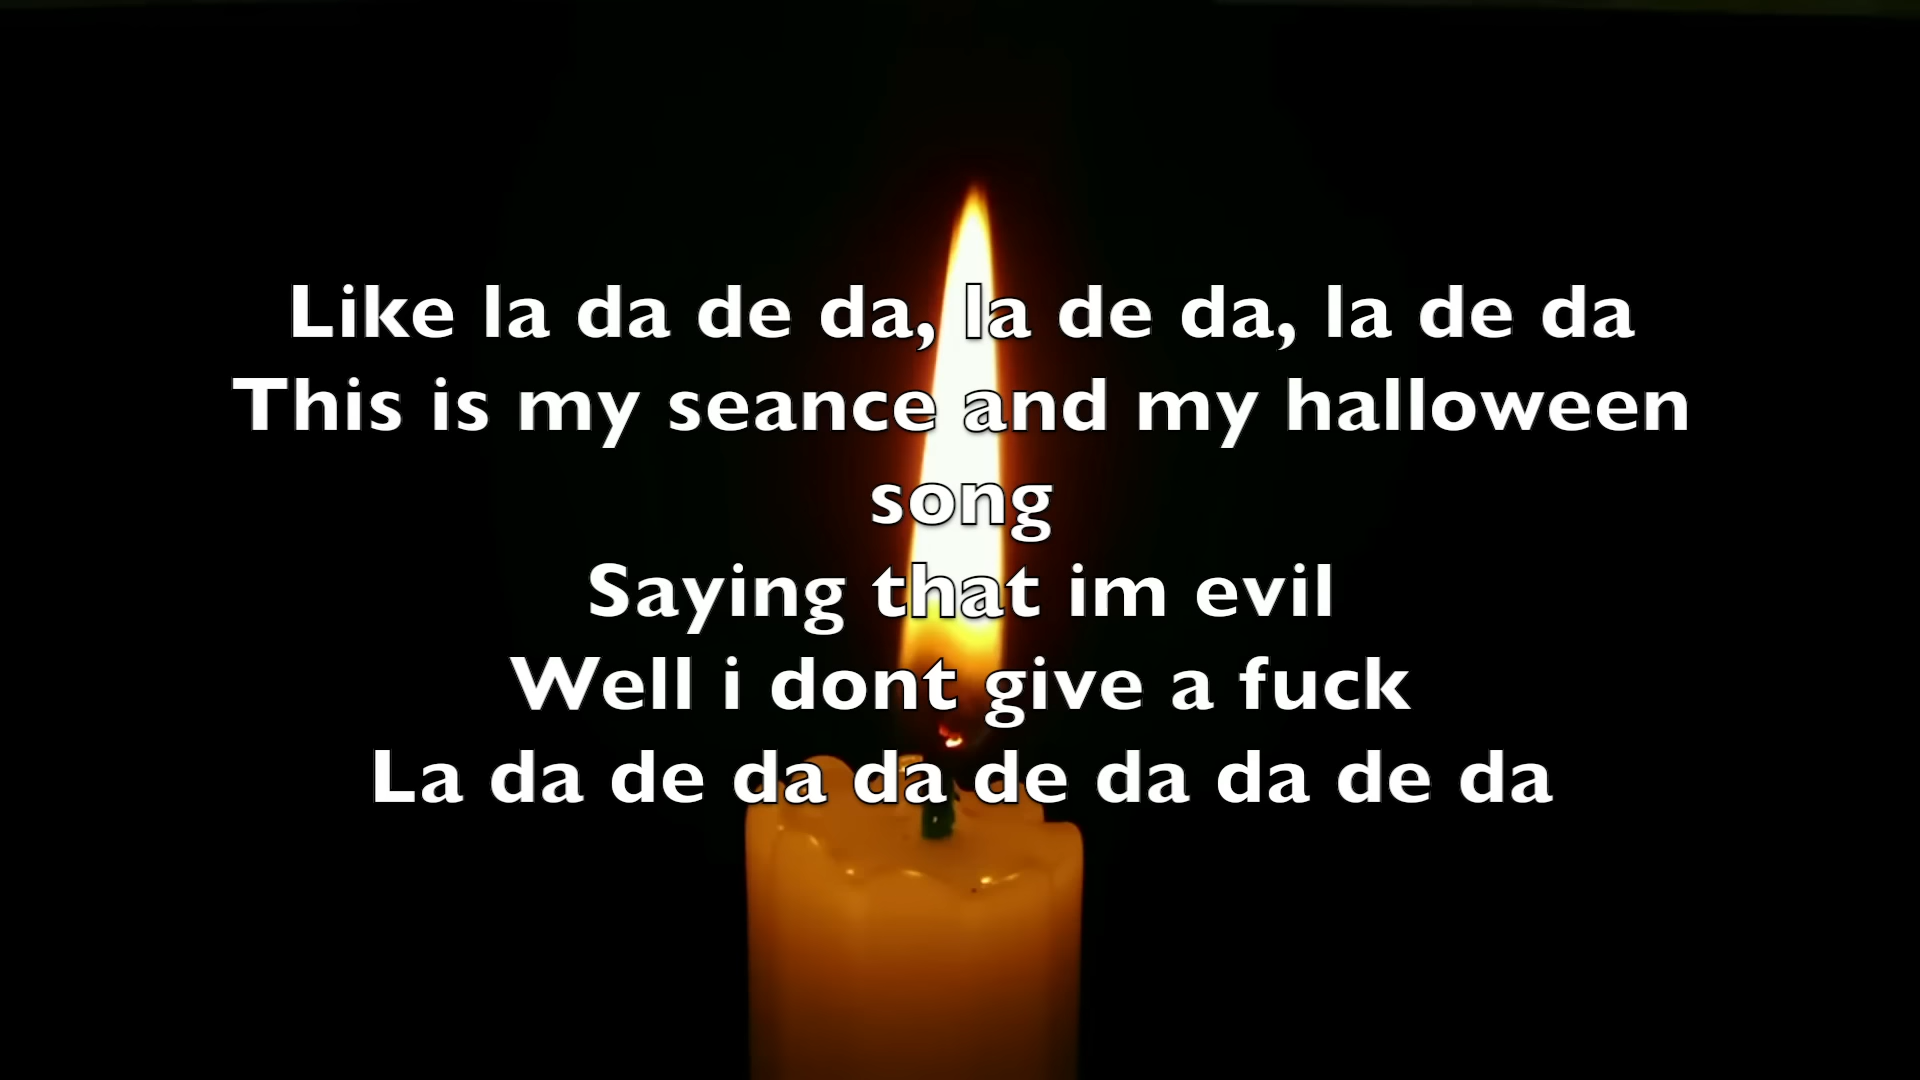 Like la da de da, la de da, la de da
This is my seance and my halloween
song
Saying that im evil
Well i dont give a fuck
La da de da da de da da de da